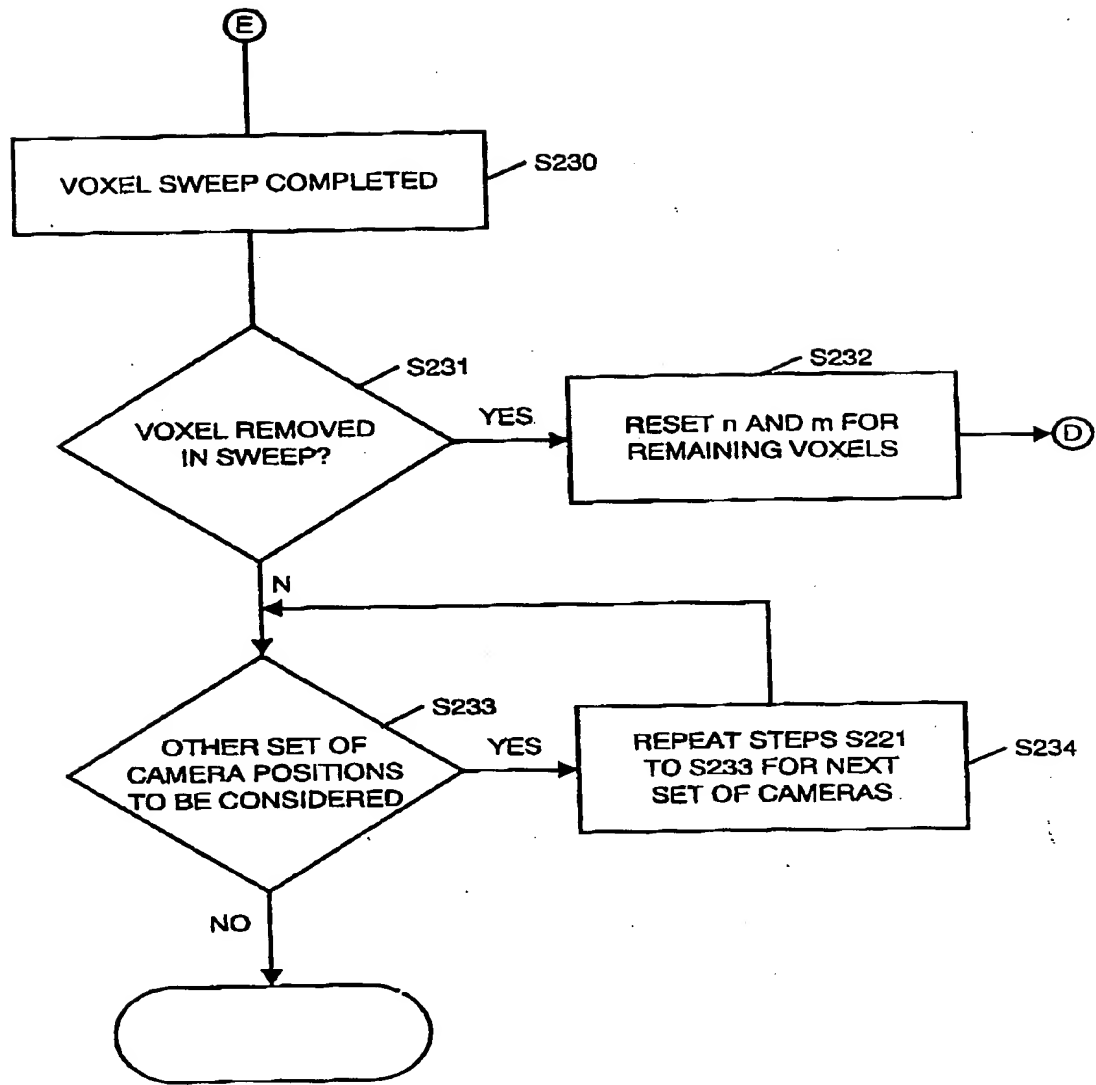 E
VOXEL SWEEP COMPLETED
S230
S231
VOXEL REMOVED
IN SWEEP?
YES
S232
RESET n AND m FOR
REMAINING VOXELS
D
N
S233
OTHER SET OF
CAMERA POSITIONS
TO BE CONSIDERED
YES
REPEAT STEPS S221
TO S233 FOR NEXT
SET OF CAMERAS
S234
NO